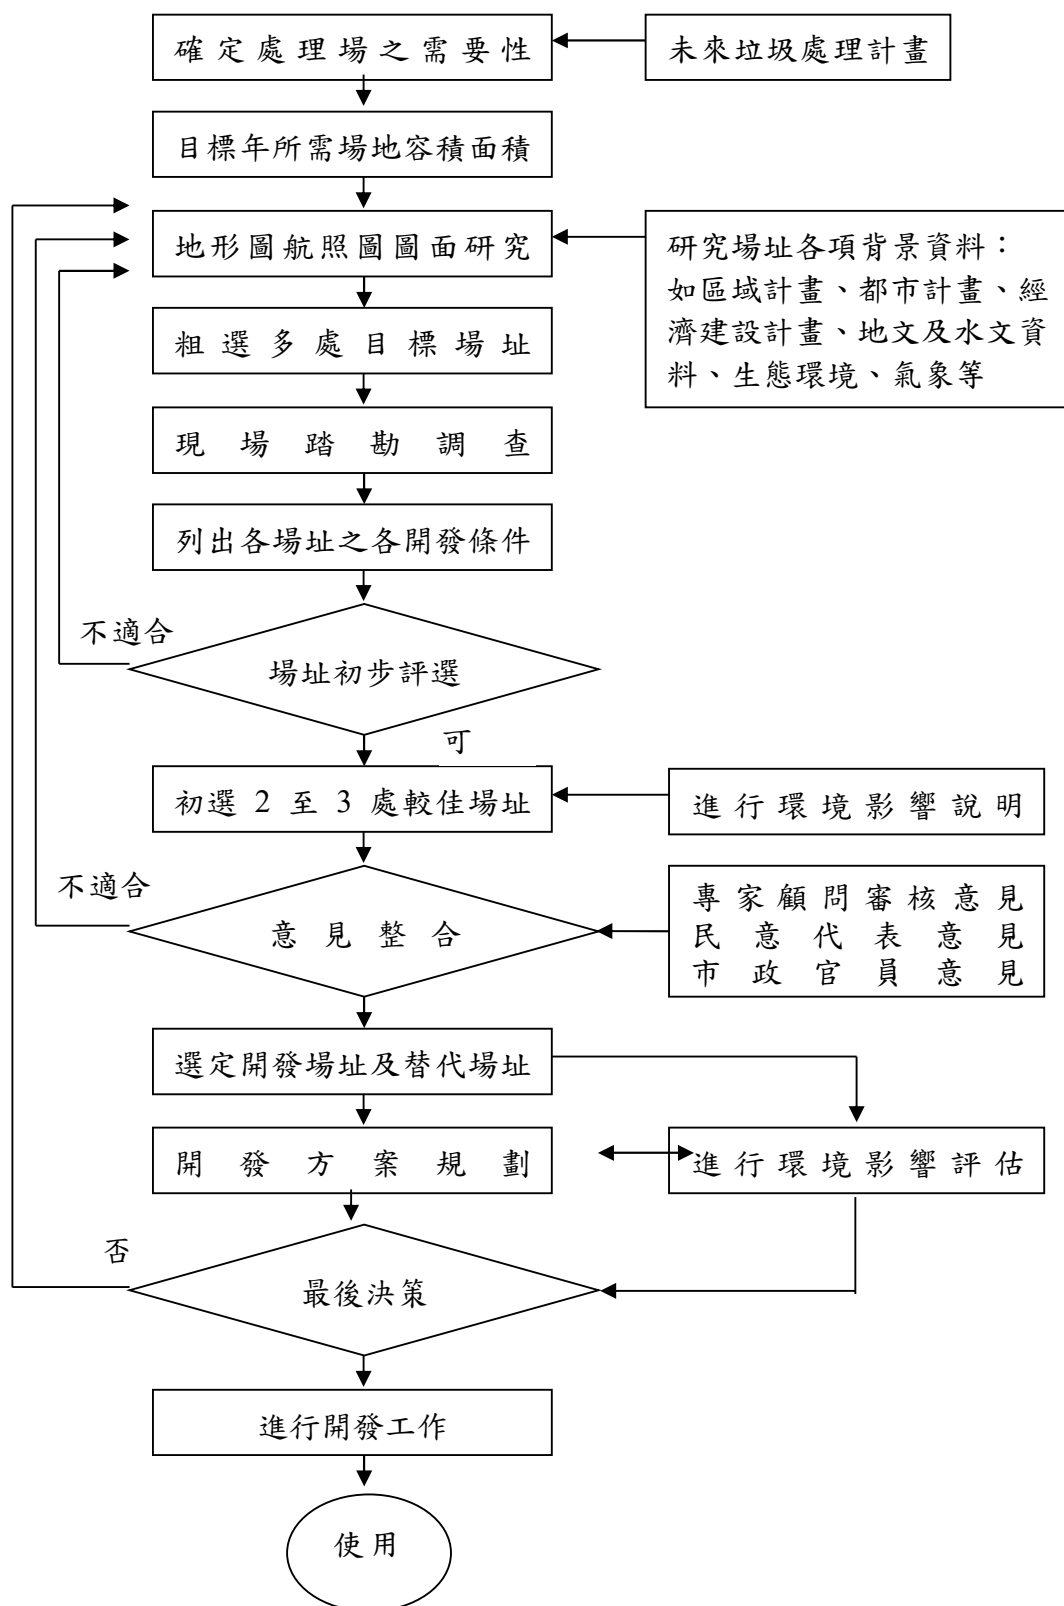 確定處理場之需要性
未來垃圾處理計畫
目標年所需場地容積面積
地形圖航照圖圖面研究
研究場址各項背景資料：
如區域計畫、都市計畫、經
濟建設計畫、地文及水文資
料、生態環境、氣象等
粗選多處目標場址
現場踏勘調查
列出各場址之各開發條件
不適合
場址初步評選
可
初選 2 至 3 處較佳場址
進行環境影響說明
不適合
意見整合
專家顧問審核意見
民意代表意見
市政官員意見
選定開發場址及替代場址
開發方案規劃
進行環境影響評估
否
最後決策
進行開發工作
使用